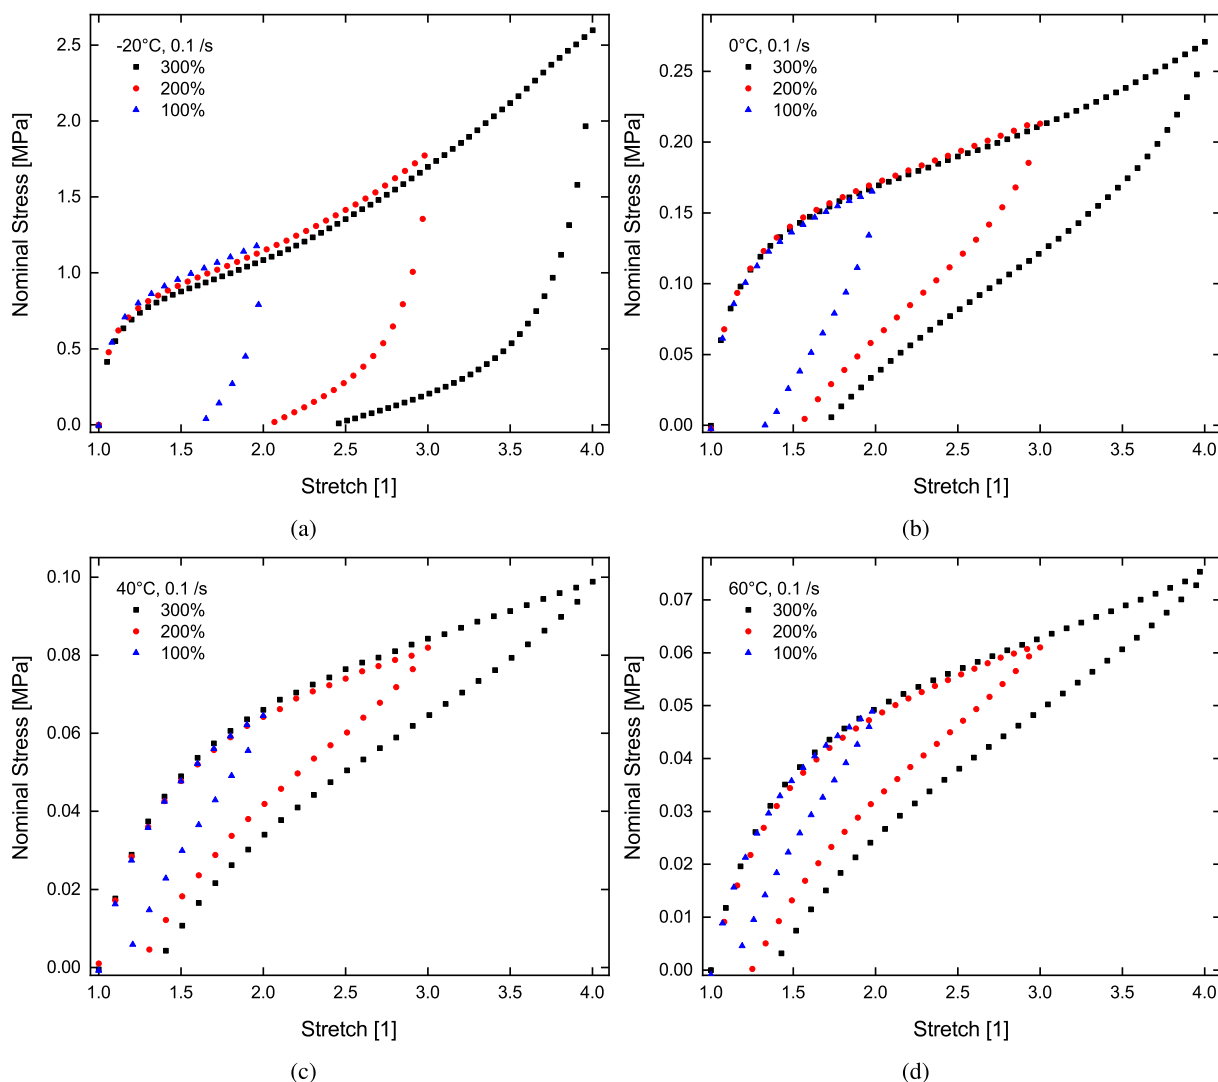 -20°C, 0.1 /s
300%
200%
100%
2.5
2.0
1.5
1.0
0.5
0.0
Nominal Stress [MPa]
1.0 1.5 2.0 2.5 3.0 3.5 4.0
Stretch [1]
(a)
0°C, 0.1 /s
300%
200%
100%
0.25
0.20
0.15
0.10
0.05
0.00
Nominal Stress [MPa]
1.0 1.5 2.0 2.5 3.0 3.5 4.0
Stretch [1]
(b)
40°C, 0.1 /s
300%
200%
100%
0.10
0.08
0.06
0.04
0.02
0.00
Nominal Stress [MPa]
1.0 1.5 2.0 2.5 3.0 3.5 4.0
Stretch [1]
(c)
60°C, 0.1 /s
300%
200%
100%
0.07
0.06
0.05
0.04
0.03
0.02
0.01
0.00
Nominal Stress [MPa]
1.0 1.5 2.0 2.5 3.0 3.5 4.0
Stretch [1]
(d)